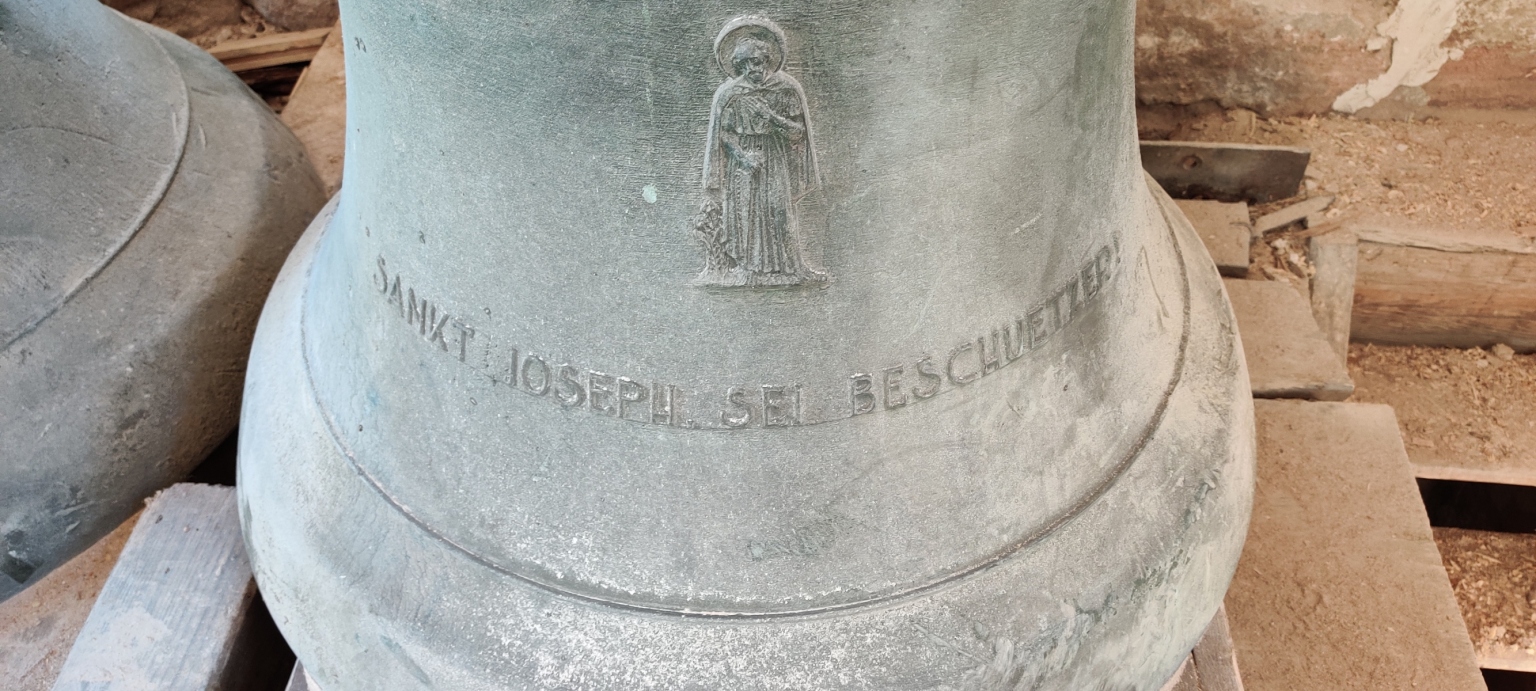 SANKT JOSEPH, SEI BESCHUETZER!